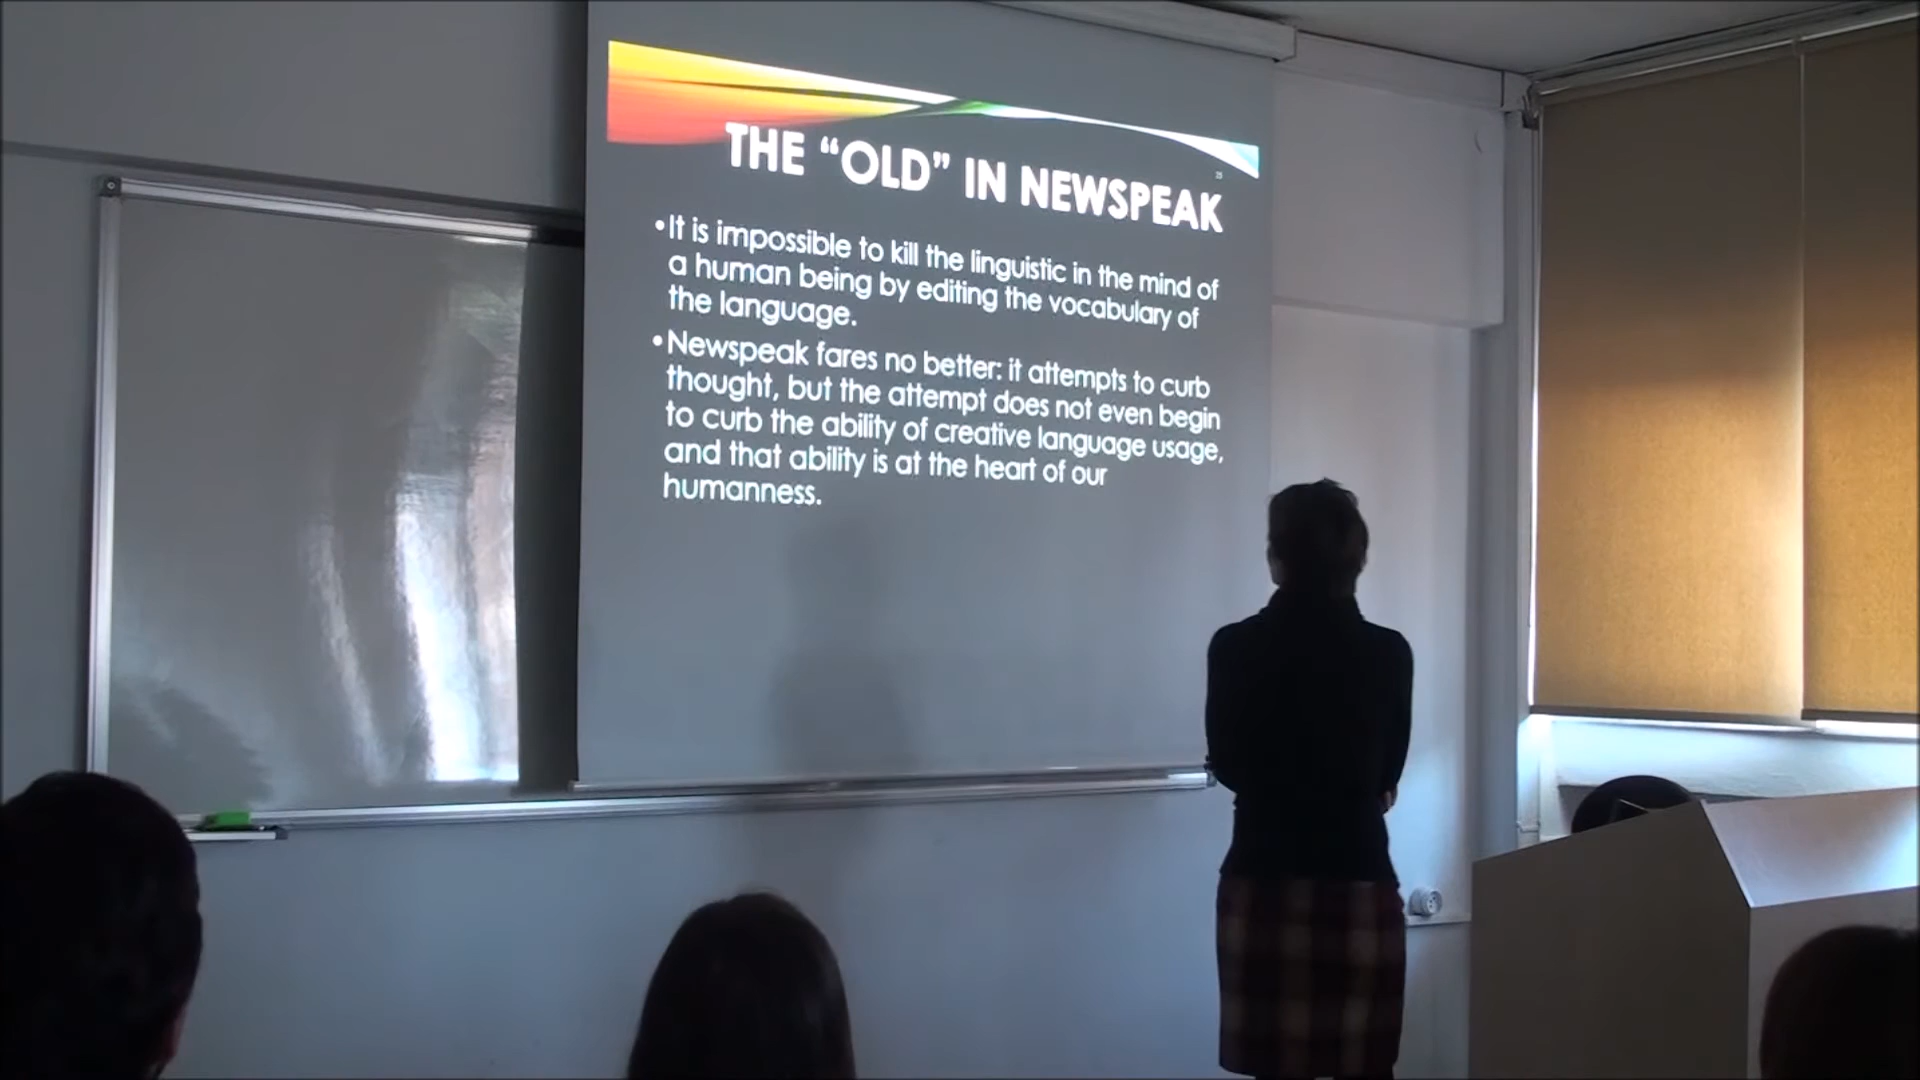 THE “OLD” IN NEWSPEAK
•It is impossible to kill the linguistic in the mind of
a human being by editing the vocabulary of
the language.
•Newspeak fares no better: it attempts to curb
thought, but the attempt does not even begin
to curb the ability of creative language usage,
and that ability is at the heart of our
humanness.